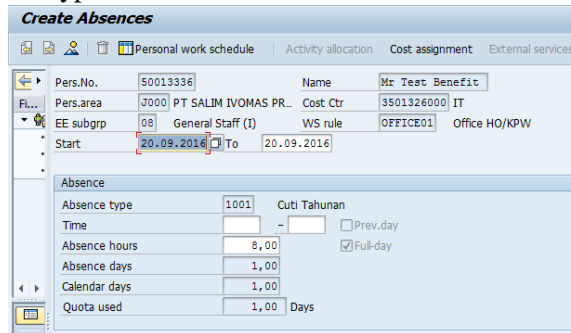 Create Absences
Personal work schedule Activity allocation Cost assignment External services
Pers.No. 50013336 Name Mr Test Benefit
Fi... Pers.area J000 PT SALIM IVOMAS PR... Cost Ctr 3501326000 IT
EE subgrp 08 General Staff (I) WS rule OFFICE01 Office HO/KPW
Start 20.09.2016 To 20.09.2016
Absence
Absence type 1001 Cuti Tahunan
Time - Prev.day
Absence hours 8,00 Full-day
Absence days 1,00
Calendar days 1,00
Quota used 1,00 Days